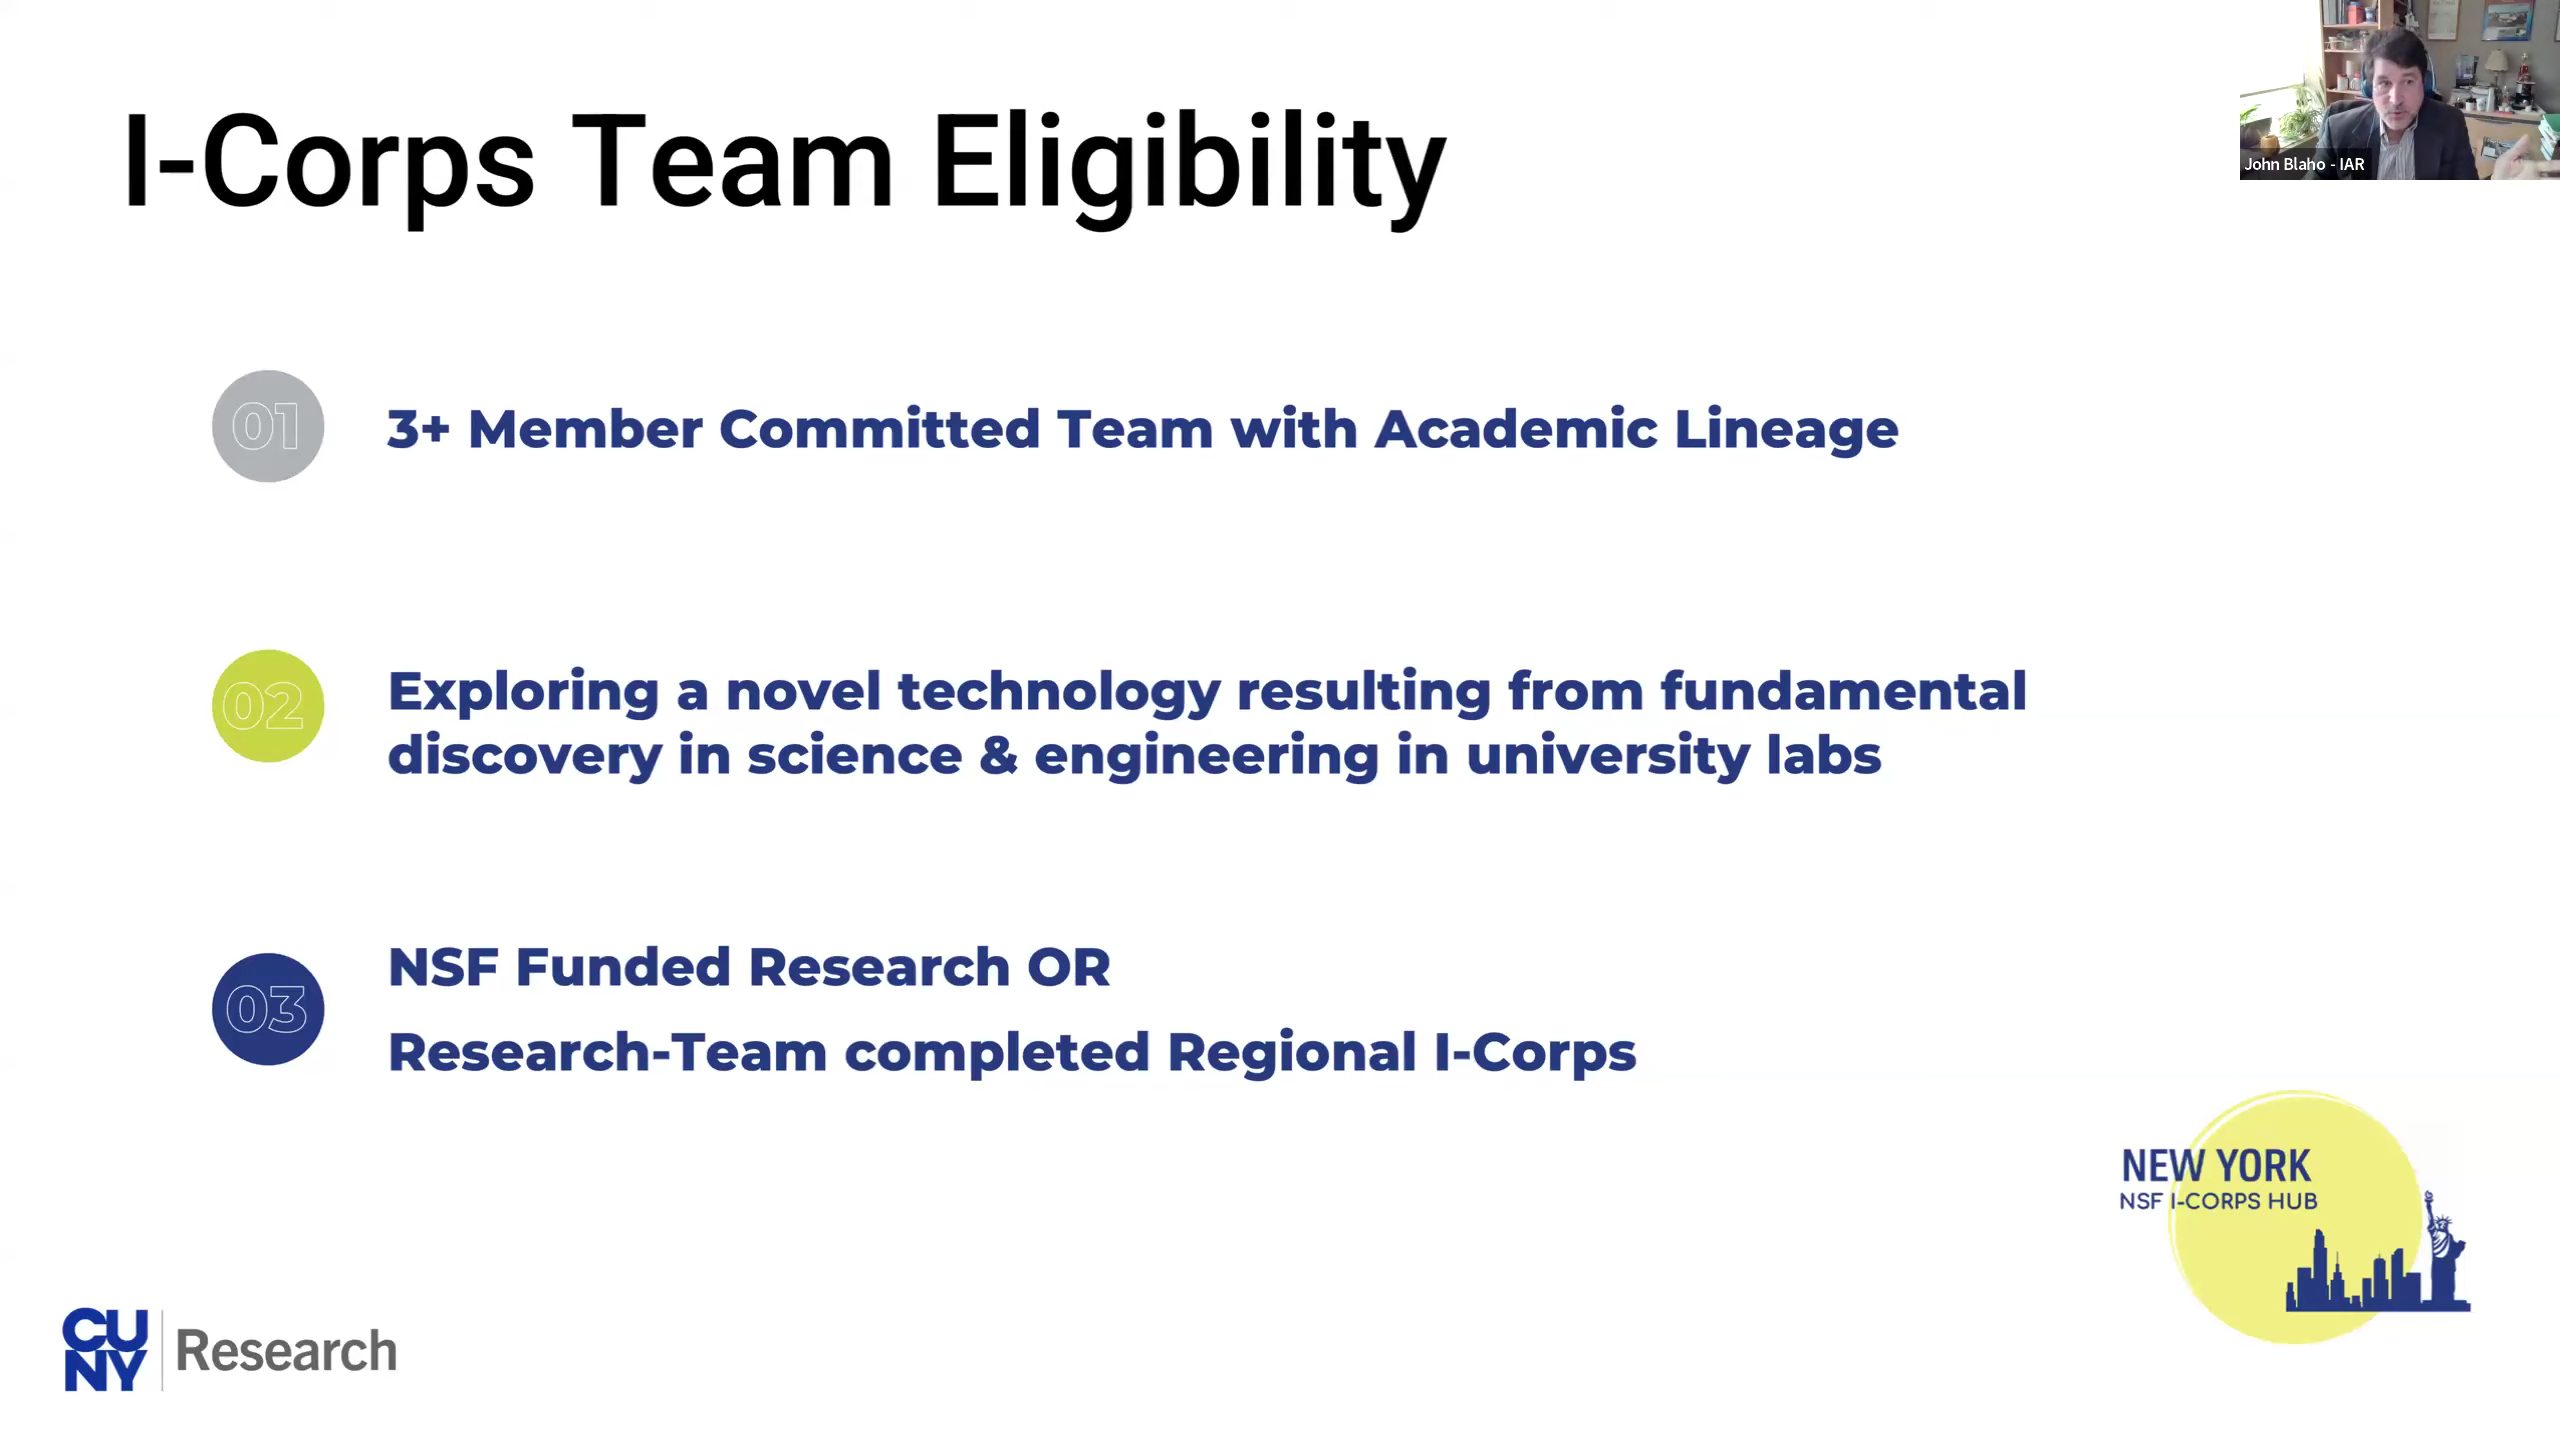 I-Corps Team Eligibility
John Blaho - IAR
01
3+ Member Committed Team with Academic Lineage
02
Exploring a novel technology resulting from fundamental
discovery in science & engineering in university labs
03
NSF Funded Research OR
Research-Team completed Regional I-Corps
NEW YORK
NSF I-CORPS HUB
CU
NY
Research